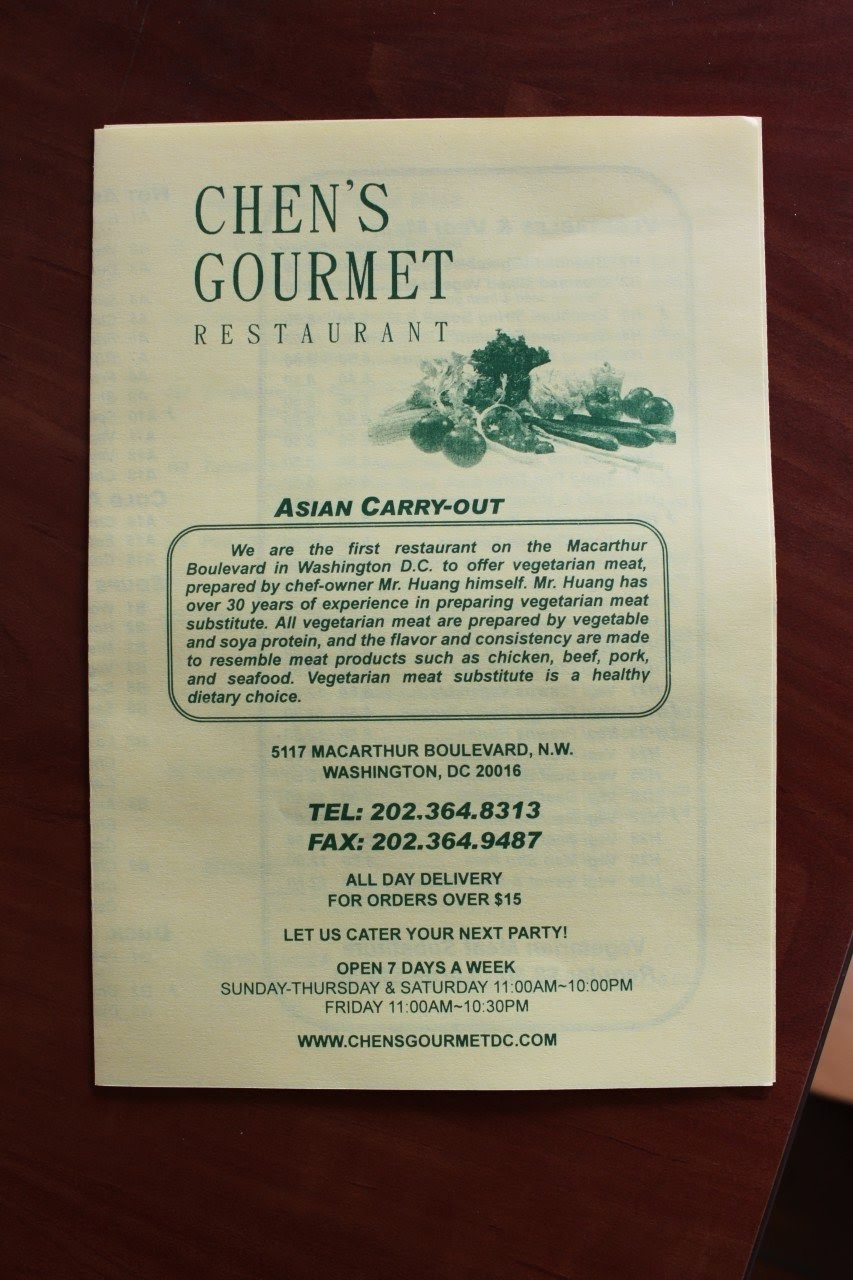 CHEN'S
GOURMET
RESTAURANT
ASIAN CARRY-OUT
We are the first restaurant on the Macarthur
Boulevard in Washington D.C. to offer vegetarian meat,
prepared by chef-owner Mr. Huang himself. Mr. Huang has
over 30 years of experience in preparing vegetarian meat
substitute. All vegetarian meat are prepared by vegetable
and soya protein, and the flavor and consistency are made
to resemble meat products such as chicken, beef, pork,
and seafood. Vegetarian meat substitute is a healthy
dietary choice.
5117 MACARTHUR BOULEVARD, N.W.
WASHINGTON, DC 20016
TEL: 202.364.8313
FAX: 202.364.9487
ALL DAY DELIVERY
FOR ORDERS OVER $15
LET US CATER YOUR NEXT PARTY!
OPEN 7 DAYS A WEEK
SUNDAY-THURSDAY & SATURDAY 11:00AM~10:00PM
FRIDAY 11:00AM~10:30PM
WWW.CHENSGOURMETDC.COM